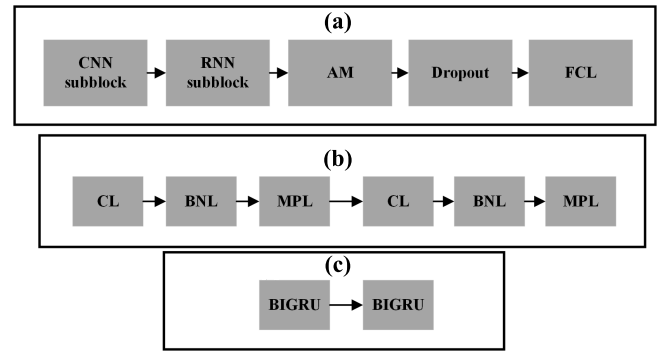 (a)
CNN subblock
RNN subblock
AM
Dropout
FCL
(b)
CL
BNL
MPL
CL
BNL
MPL
(c)
BIGRU
BIGRU